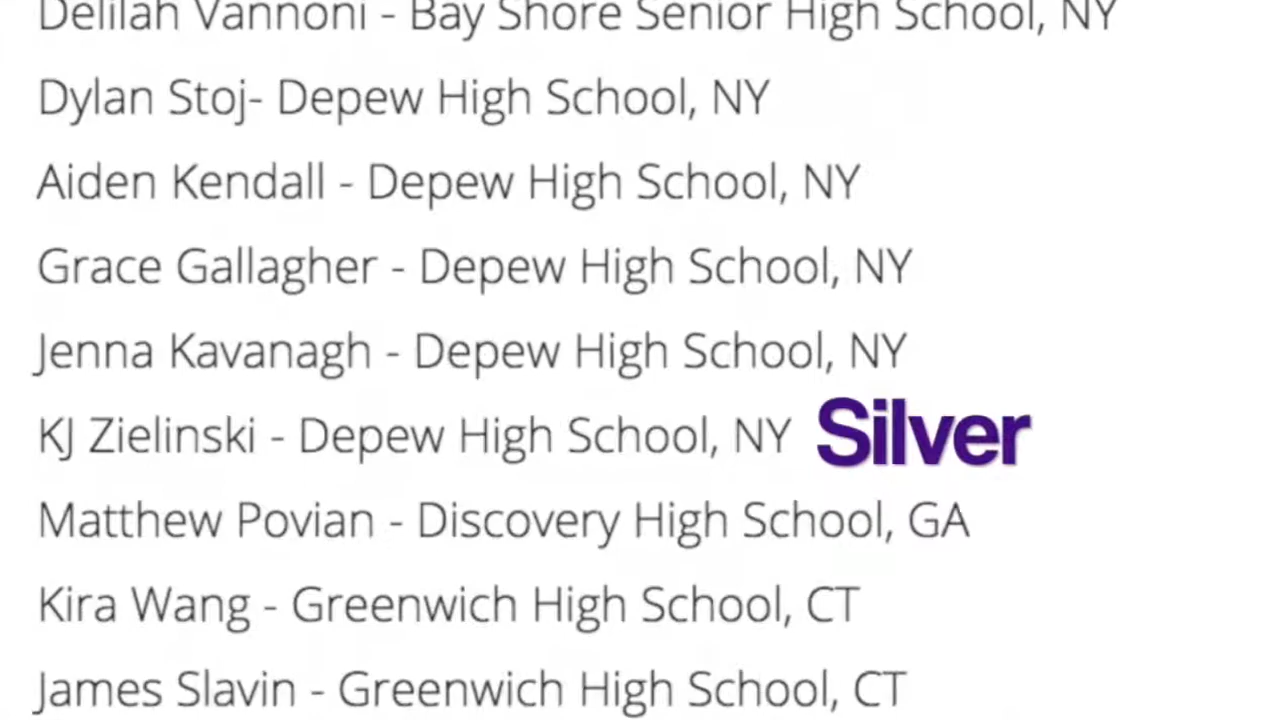 Delilah Vannoni - Bay Shore Senior High School, NY
Dylan Stoj- Depew High School, NY
Aiden Kendall - Depew High School, NY
Grace Gallagher - Depew High School, NY
Jenna Kavanagh - Depew High School, NY
KJ Zielinski - Depew High School, NY Silver
Matthew Povian - Discovery High School, GA
Kira Wang - Greenwich High School, CT
James Slavin - Greenwich High School, CT